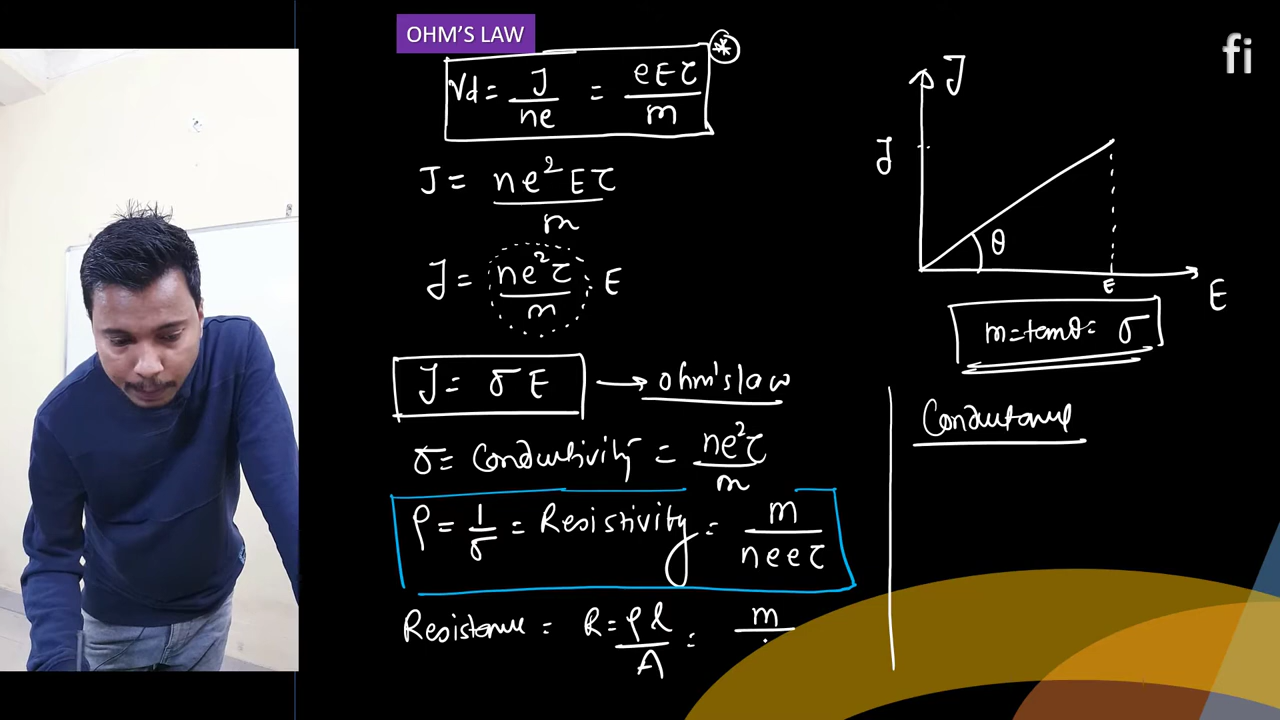 OHM'S LAW
fi
Vd = J/ne = eEτ/m *
J = ne²Eτ/m
J = ne²τ/m E
J = σ E → ohm's law
σ = Conductivity = ne²τ/m
ρ = 1/σ = Resistivity = m/neeτ
Resistance = R = ρl/A = m
J
J
θ
E
E
m = tanθ = σ
Conductance